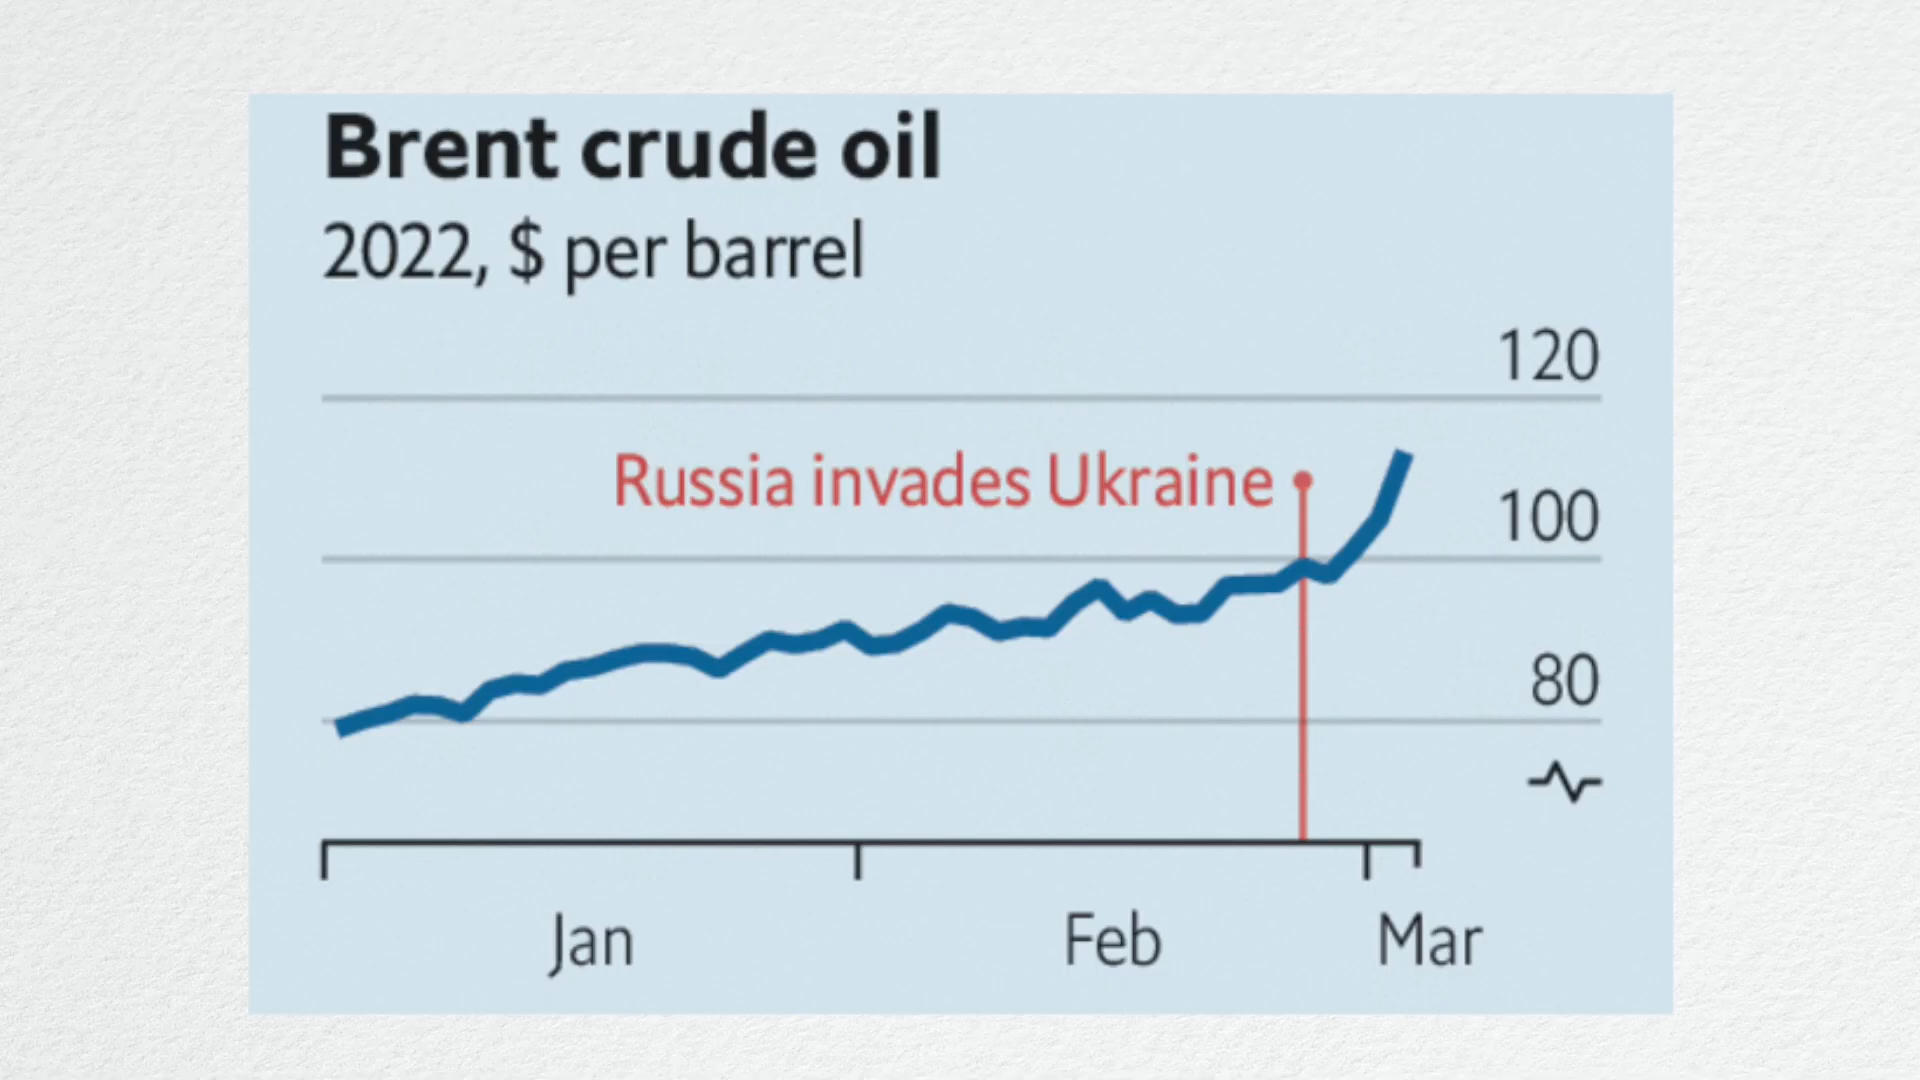 Brent crude oil
2022, $ per barrel
120
Russia invades Ukraine
100
80
Jan Feb Mar